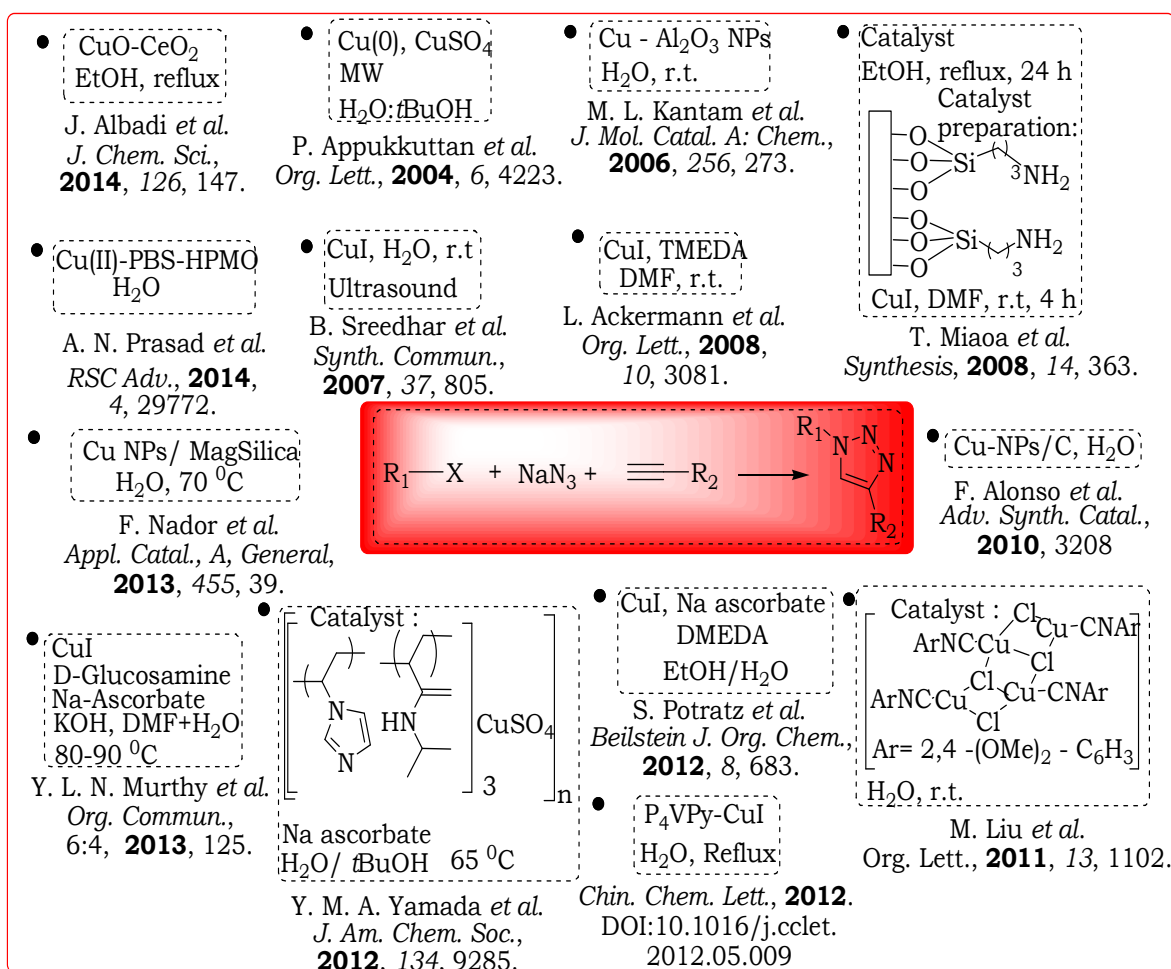 CuO-CeO2
EtOH, reflux
J. Albadi et al.
J. Chem. Sci.,
2014, 126, 147.
Cu(0), CuSO4
MW
H2O:tBuOH
P. Appukkuttan et al.
Org. Lett., 2004, 6, 4223.
Cu - Al2O3 NPs
H2O, r.t.
M. L. Kantam et al.
J. Mol. Catal. A: Chem.,
2006, 256, 273.
Catalyst
EtOH, reflux, 24 h
Catalyst
preparation:
O
O
O
Si
3
NH2
O
O
O
Si
3
NH2
CuI, DMF, r.t, 4 h
T. Miaoa et al.
Synthesis, 2008, 14, 363.
Cu(II)-PBS-HPMO
H2O
A. N. Prasad et al.
RSC Adv., 2014,
4, 29772.
CuI, H2O, r.t
Ultrasound
B. Sreedhar et al.
Synth. Commun.,
2007, 37, 805.
CuI, TMEDA
DMF, r.t.
L. Ackermann et al.
Org. Lett., 2008,
10, 3081.
Cu NPs/ MagSilica
H2O, 70 0C
F. Nador et al.
Appl. Catal., A, General,
2013, 455, 39.
R1 X + NaN3 + R2
R1
N
N
N
R2
Cu-NPs/C, H2O
F. Alonso et al.
Adv. Synth. Catal.,
2010, 3208
CuI
D-Glucosamine
Na-Ascorbate
KOH, DMF+H2O
80-90 0C
Y. L. N. Murthy et al.
Org. Commun.,
6:4, 2013, 125.
Catalyst :
N
N
HN
CuSO4
3
n
Na ascorbate
H2O/ tBuOH 65 0C
Y. M. A. Yamada et al.
J. Am. Chem. Soc.,
2012, 134, 9285.
CuI, Na ascorbate
DMEDA
EtOH/H2O
S. Potratz et al.
Beilstein J. Org. Chem.,
2012, 8, 683.
P4VPy-CuI
H2O, Reflux
Chin. Chem. Lett., 2012.
DOI:10.1016/j.cclet.
2012.05.009
Catalyst :
Cl
Cu-CNAr
ArNC-Cu
Cl
Cl
ArNC-Cu
Cu-CNAr
Cl
Ar= 2,4 -(OMe)2 - C6H3
H2O, r.t.
M. Liu et al.
Org. Lett., 2011, 13, 1102.